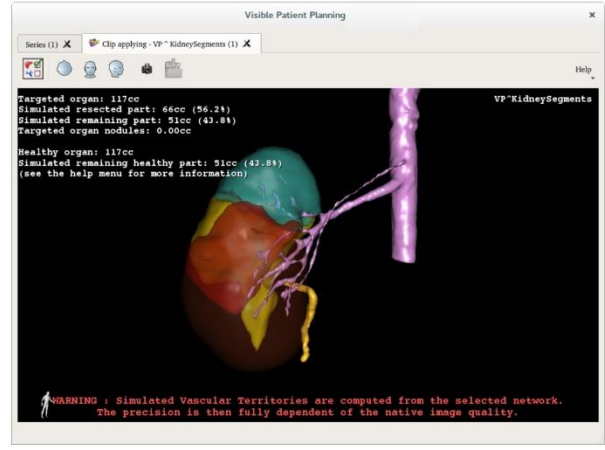 Visible Patient Planning
Series (1)
Clip applying - VP^KidneySegments (1)
Help
Targeted organ: 117cc
Simulated resected part: 66cc (56.2%)
Simulated remaining part: 51cc (43.8%)
Targeted organ nodules: 0.00cc
VP^KidneySegments
Healthy organ: 117cc
Simulated remaining healthy part: 51cc (43.8%)
(see the help menu for more information)
WARNING : Simulated Vascular Territories are computed from the selected network.
The precision is then fully dependent of the native image quality.